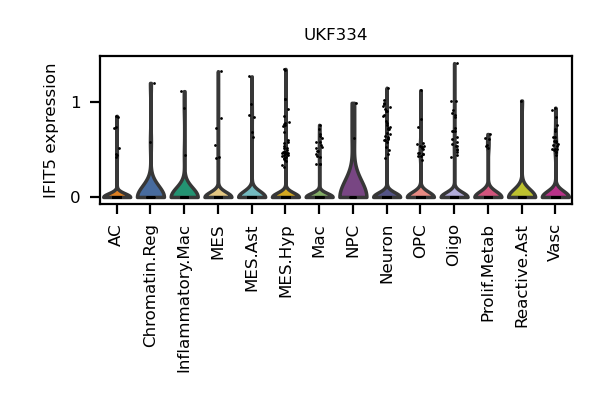 UKF334
IFIT5 expression
1
0
AC
Chromatin.Reg
Inflammatory.Mac
MES
MES.Ast
MES.Hyp
Mac
NPC
Neuron
OPC
Oligo
Prolif.Metab
Reactive.Ast
Vasc